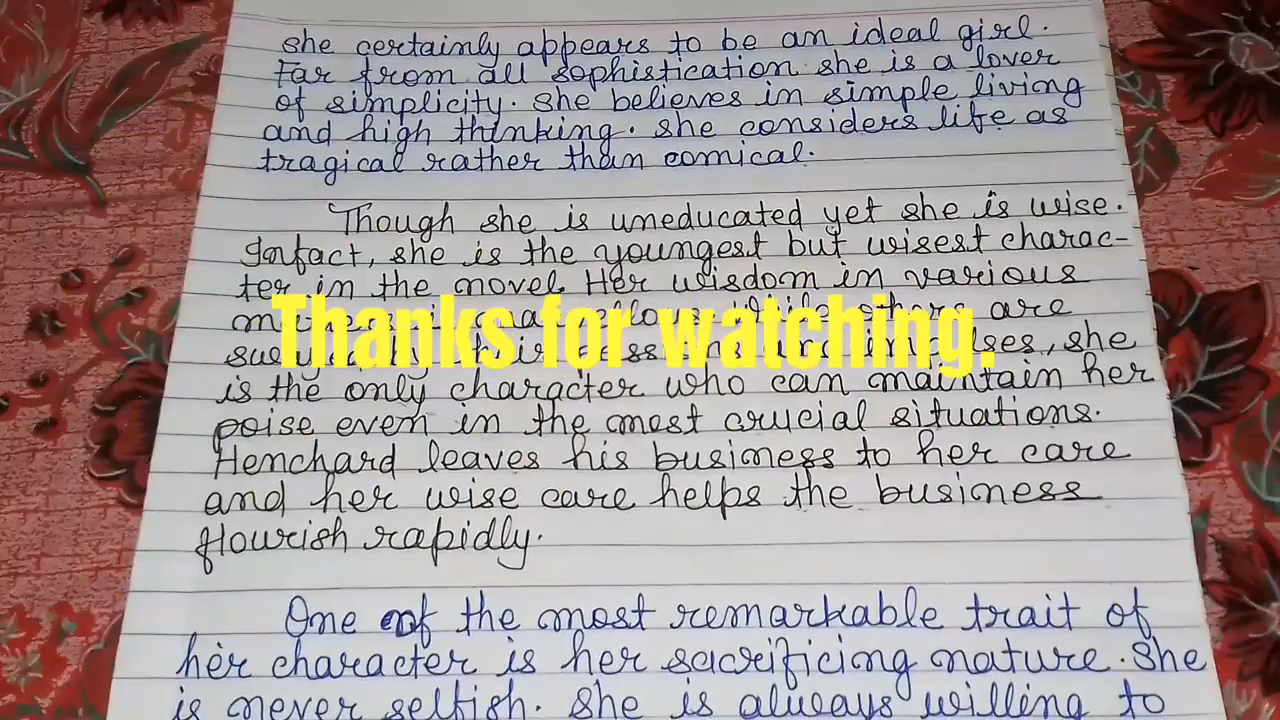 she certainly appears to be an ideal girl.
Far from all sophistication she is a lover
of simplicity. She believes in simple living
and high thinking. She considers life as
tragical rather than comical.
Though she is uneducated yet she is wise.
Infact, she is the youngest but wisest charac-
ter in the novel. Her wisdom in various
are
Thanks for watching.
she
is the only character who can maintain her
poise even in the most crucial situations.
Henchard leaves his business to her care
and her wise care helps the business
flourish rapidly.
One of the most remarkable trait of
her character is her sacrificing nature. She
is never selfish. She is always willing to